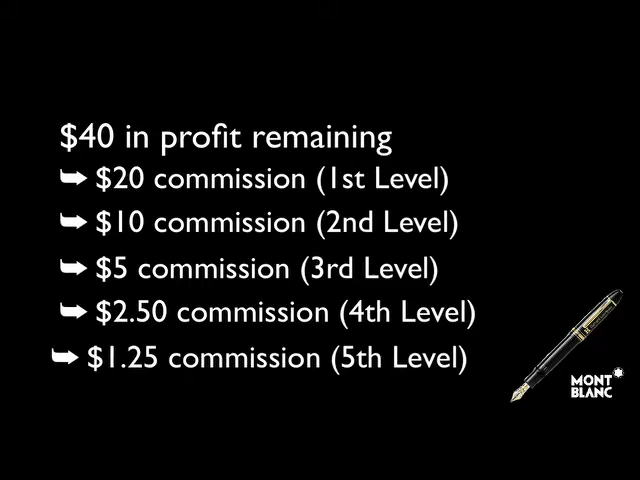 $40 in profit remaining
➥ $20 commission (1st Level)
➥ $10 commission (2nd Level)
➥ $5 commission (3rd Level)
➥ $2.50 commission (4th Level)
➥ $1.25 commission (5th Level)
MONT
BLANC